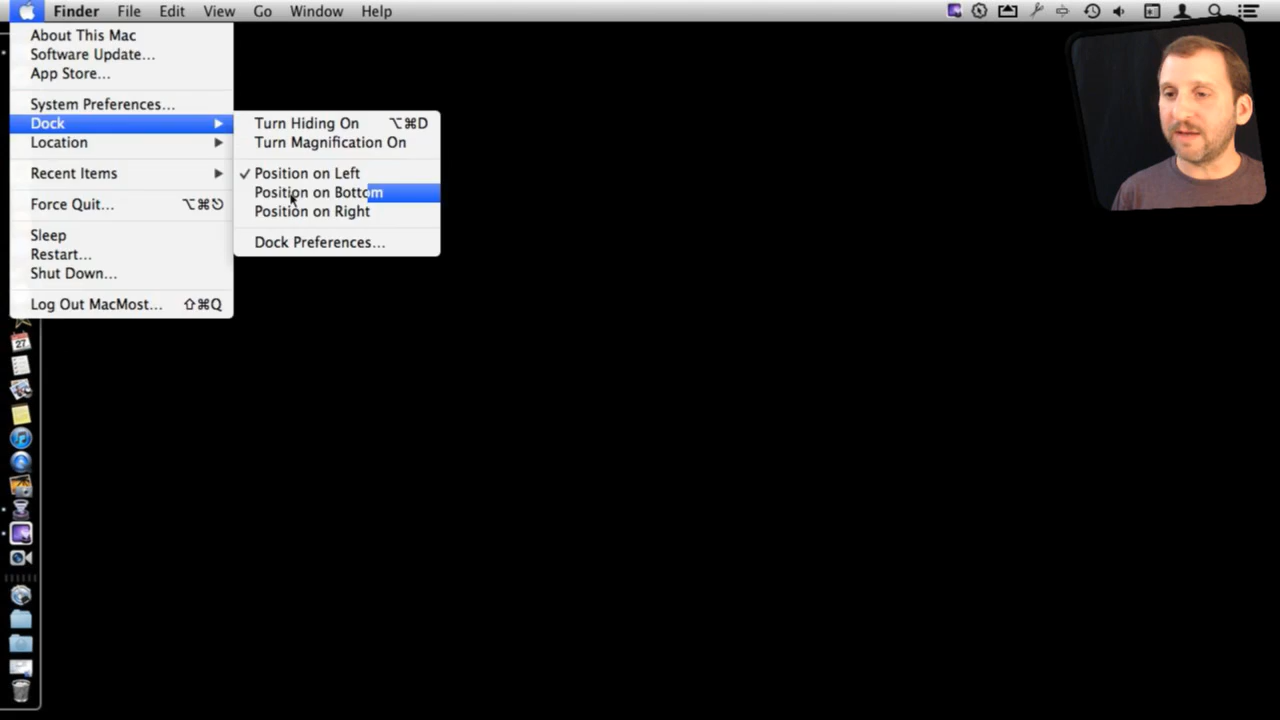 Finder File Edit View Go Window Help
About This Mac
Software Update...
App Store...
System Preferences...
Dock
Location
Recent Items
Force Quit... ⌥⌘⎋
Sleep
Restart...
Shut Down...
Log Out MacMost... ⇧⌘Q
Turn Hiding On ⌥⌘D
Turn Magnification On
✓ Position on Left
Position on Bottom
Position on Right
Dock Preferences...
27